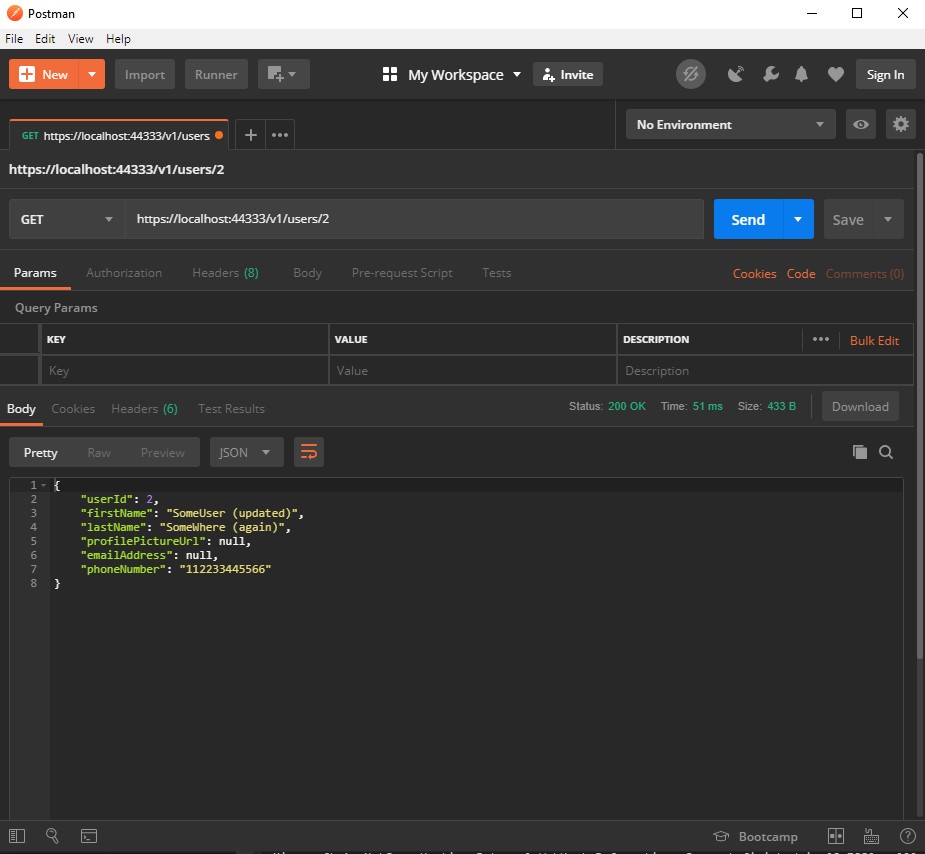 Postman
File Edit View Help
New Import Runner My Workspace Invite Sign In
GET https://localhost:44333/v1/users No Environment
https://localhost:44333/v1/users/2
GET https://localhost:44333/v1/users/2 Send Save
Params Authorization Headers (8) Body Pre-request Script Tests Cookies Code Comments (0)
Query Params
KEY VALUE DESCRIPTION Bulk Edit
Key Value Description
Body Cookies Headers (6) Test Results Status: 200 OK Time: 51 ms Size: 433 B Download
Pretty Raw Preview JSON
1 {
2 "userId": 2,
3 "firstName": "SomeUser (updated)",
4 "lastName": "SomeWhere (again)",
5 "profilePictureUrl": null,
6 "emailAddress": null,
7 "phoneNumber": "112233445566"
8 }
Bootcamp